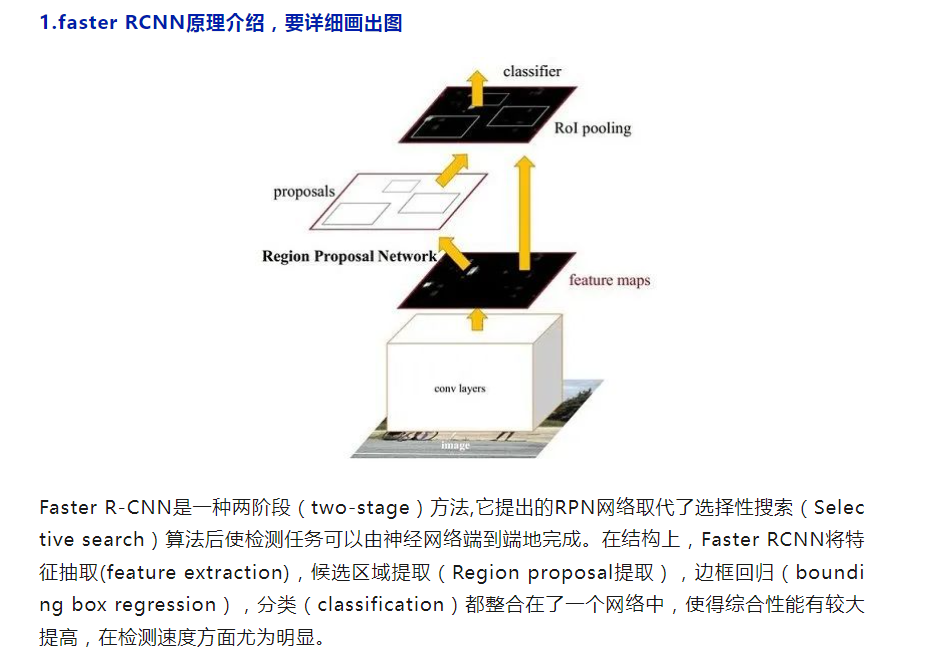 1.faster RCNN原理介绍，要详细画出图
classifier
RoI pooling
proposals
Region Proposal Network
feature maps
conv layers
image
Faster R-CNN是一种两阶段（two-stage）方法,它提出的RPN网络取代了选择性搜索（Selec
tive search）算法后使检测任务可以由神经网络端到端地完成。在结构上，Faster RCNN将特
征抽取(feature extraction)，候选区域提取（Region proposal提取），边框回归（boundi
ng box regression），分类（classification）都整合在了一个网络中，使得综合性能有较大
提高，在检测速度方面尤为明显。